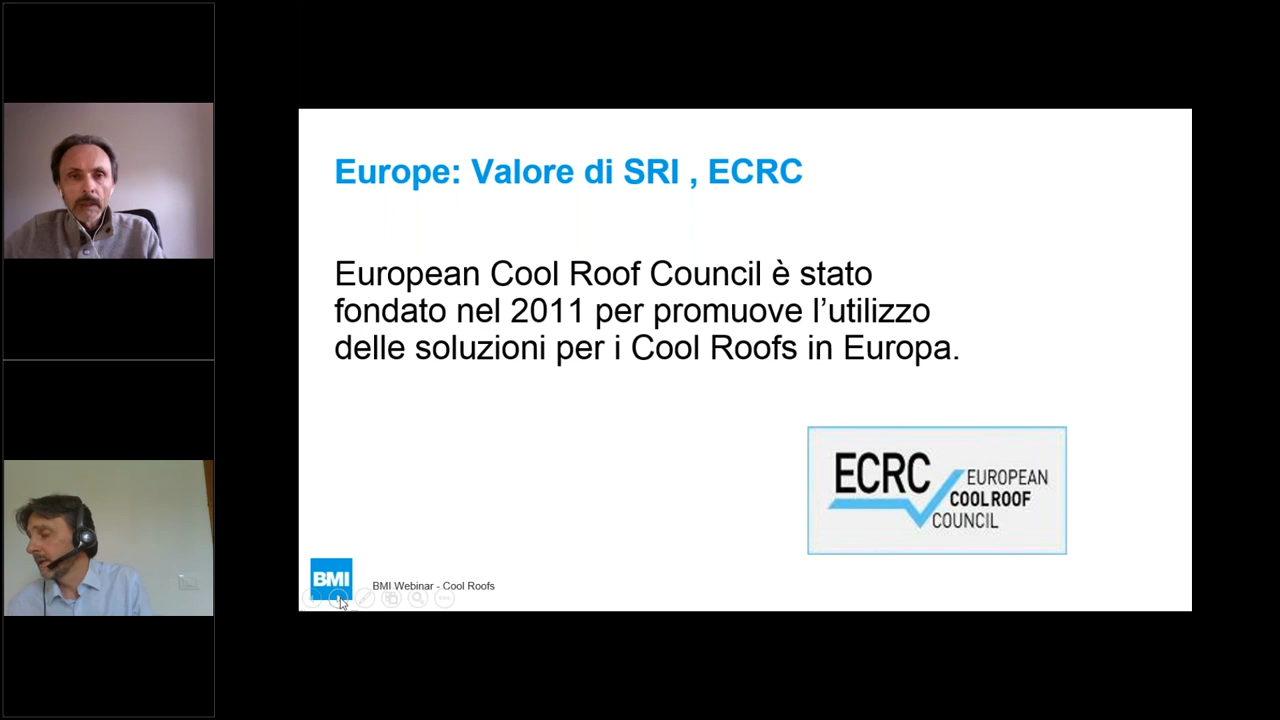 Europe: Valore di SRI , ECRC
European Cool Roof Council è stato
fondato nel 2011 per promuove l’utilizzo
delle soluzioni per i Cool Roofs in Europa.
ECRC EUROPEAN
COOL ROOF
COUNCIL
BMI
BMI Webinar - Cool Roofs